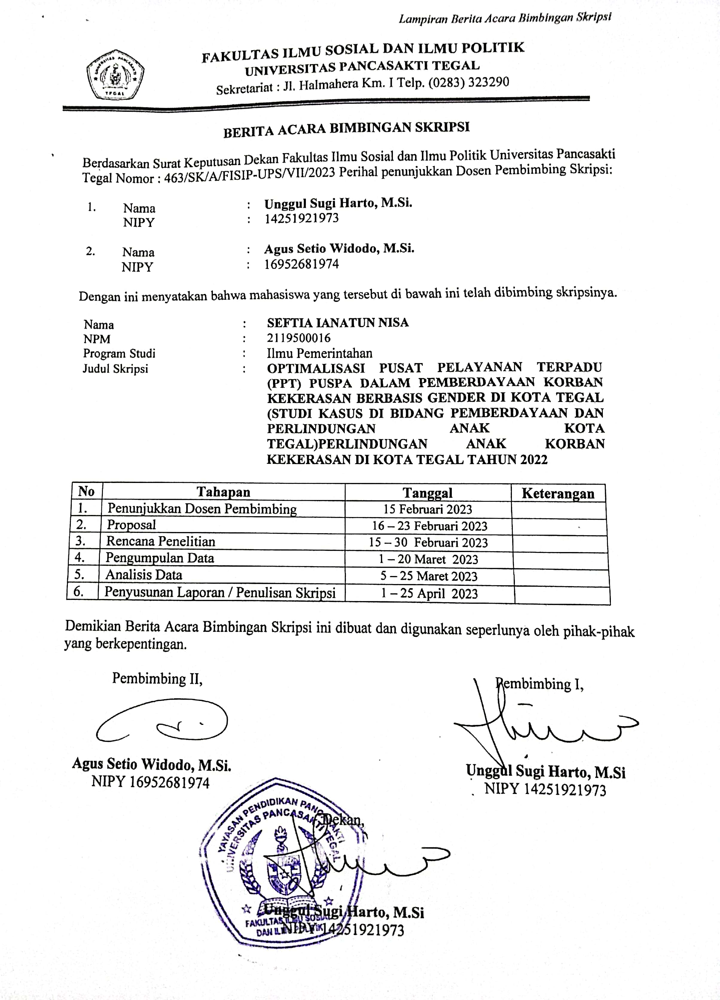 Lampiran Berita Acara Bimbingan Skripsi
UNIVERSITAS PANCASAKTI
TEGAL
FAKULTAS ILMU SOSIAL DAN ILMU POLITIK
UNIVERSITAS PANCASAKTI TEGAL
Sekretariat : Jl. Halmahera Km. I Telp. (0283) 323290
BERITA ACARA BIMBINGAN SKRIPSI
Berdasarkan Surat Keputusan Dekan Fakultas Ilmu Sosial dan Ilmu Politik Universitas Pancasakti
Tegal Nomor : 463/SK/A/FISIP-UPS/VII/2023 Perihal penunjukkan Dosen Pembimbing Skripsi:
1. Nama : Unggul Sugi Harto, M.Si.
NIPY : 14251921973
2. Nama : Agus Setio Widodo, M.Si.
NIPY : 16952681974
Dengan ini menyatakan bahwa mahasiswa yang tersebut di bawah ini telah dibimbing skripsinya.
Nama : SEFTIA IANATUN NISA
NPM : 2119500016
Program Studi : Ilmu Pemerintahan
Judul Skripsi : OPTIMALISASI PUSAT PELAYANAN TERPADU
(PPT) PUSPA DALAM PEMBERDAYAAN KORBAN
KEKERASAN BERBASIS GENDER DI KOTA TEGAL
(STUDI KASUS DI BIDANG PEMBERDAYAAN DAN
PERLINDUNGAN ANAK KOTA
TEGAL)PERLINDUNGAN ANAK KORBAN
KEKERASAN DI KOTA TEGAL TAHUN 2022
No Tahapan Tanggal Keterangan
1. Penunjukkan Dosen Pembimbing 15 Februari 2023
2. Proposal 16 – 23 Februari 2023
3. Rencana Penelitian 15 – 30 Februari 2023
4. Pengumpulan Data 1 – 20 Maret 2023
5. Analisis Data 5 – 25 Maret 2023
6. Penyusunan Laporan / Penulisan Skripsi 1 – 25 April 2023
Demikian Berita Acara Bimbingan Skripsi ini dibuat dan digunakan seperlunya oleh pihak-pihak
yang berkepentingan.
Pembimbing II,
Agus Setio Widodo, M.Si.
NIPY 16952681974
Pembimbing I,
Unggul Sugi Harto, M.Si
NIPY 14251921973
YAYASAN PENDIDIKAN PANCASAKTI
UNIVERSITAS PANCASAKTI TEGAL
Dekan,
Unggul Sugi Harto, M.Si
NIPY 14251921973
FAKULTAS ILMU SOSIAL
DAN ILMU POLITIK